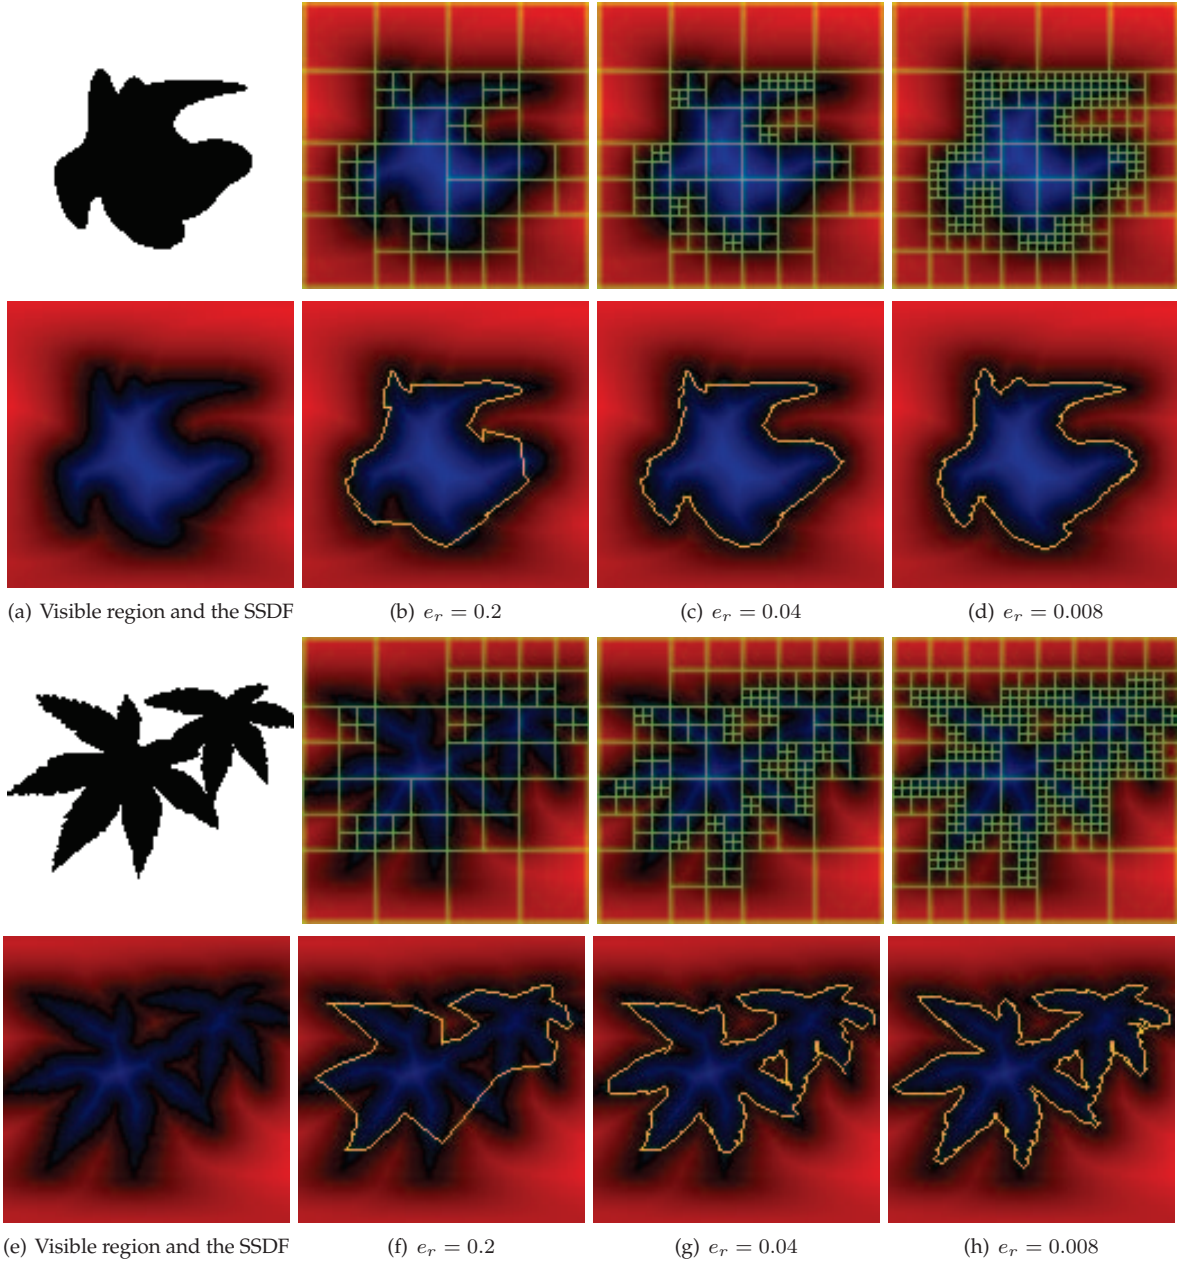 (a) Visible region and the SSDF
(b) e_r = 0.2
(c) e_r = 0.04
(d) e_r = 0.008
(e) Visible region and the SSDF
(f) e_r = 0.2
(g) e_r = 0.04
(h) e_r = 0.008